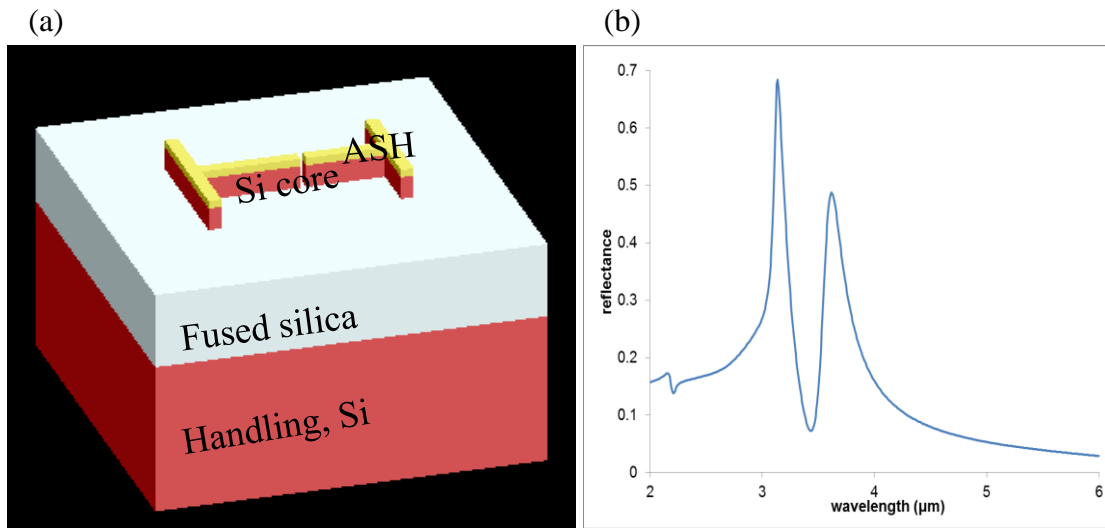 (a)
ASH
Si core
Fused silica
Handling, Si
(b)
0.7
0.6
0.5
0.4
0.3
0.2
0.1
0
reflectance
2 3 4 5 6
wavelength (µm)